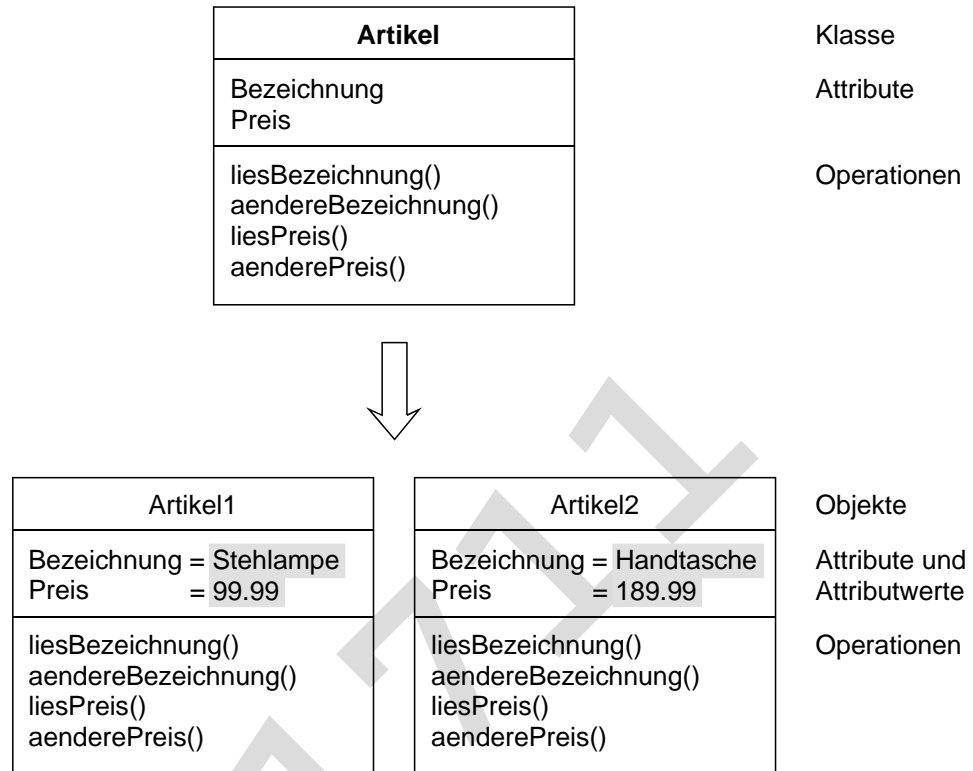 Artikel
Klasse
Bezeichnung
Preis
Attribute
liesBezeichnung()
aendereBezeichnung()
liesPreis()
aenderePreis()
Operationen
Artikel1
Artikel2
Objekte
Bezeichnung = Stehlampe
Preis = 99.99
Bezeichnung = Handtasche
Preis = 189.99
Attribute und
Attributwerte
liesBezeichnung()
aendereBezeichnung()
liesPreis()
aenderePreis()
liesBezeichnung()
aendereBezeichnung()
liesPreis()
aenderePreis()
Operationen